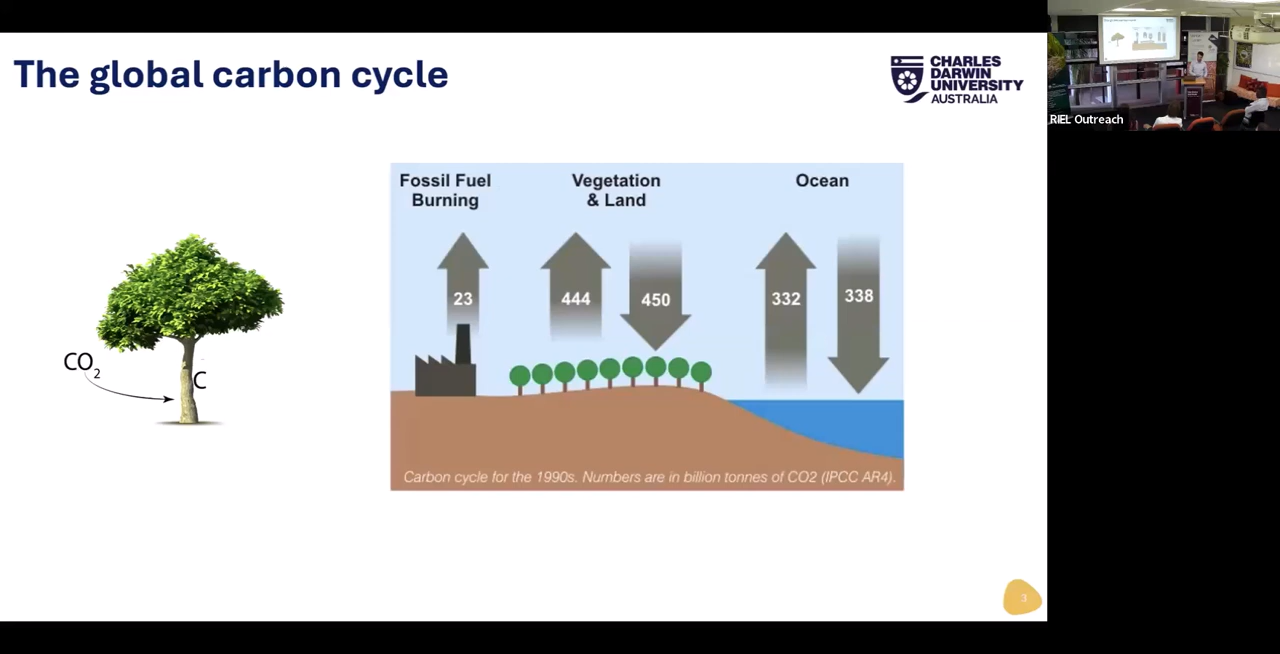 The global carbon cycle
CHARLES
DARWIN
UNIVERSITY
AUSTRALIA
RIEL Outreach
CO2
C
Fossil Fuel
Burning
Vegetation
& Land
Ocean
23
444
450
332
338
Carbon cycle for the 1990s. Numbers are in billion tonnes of CO2 (IPCC AR4).
3